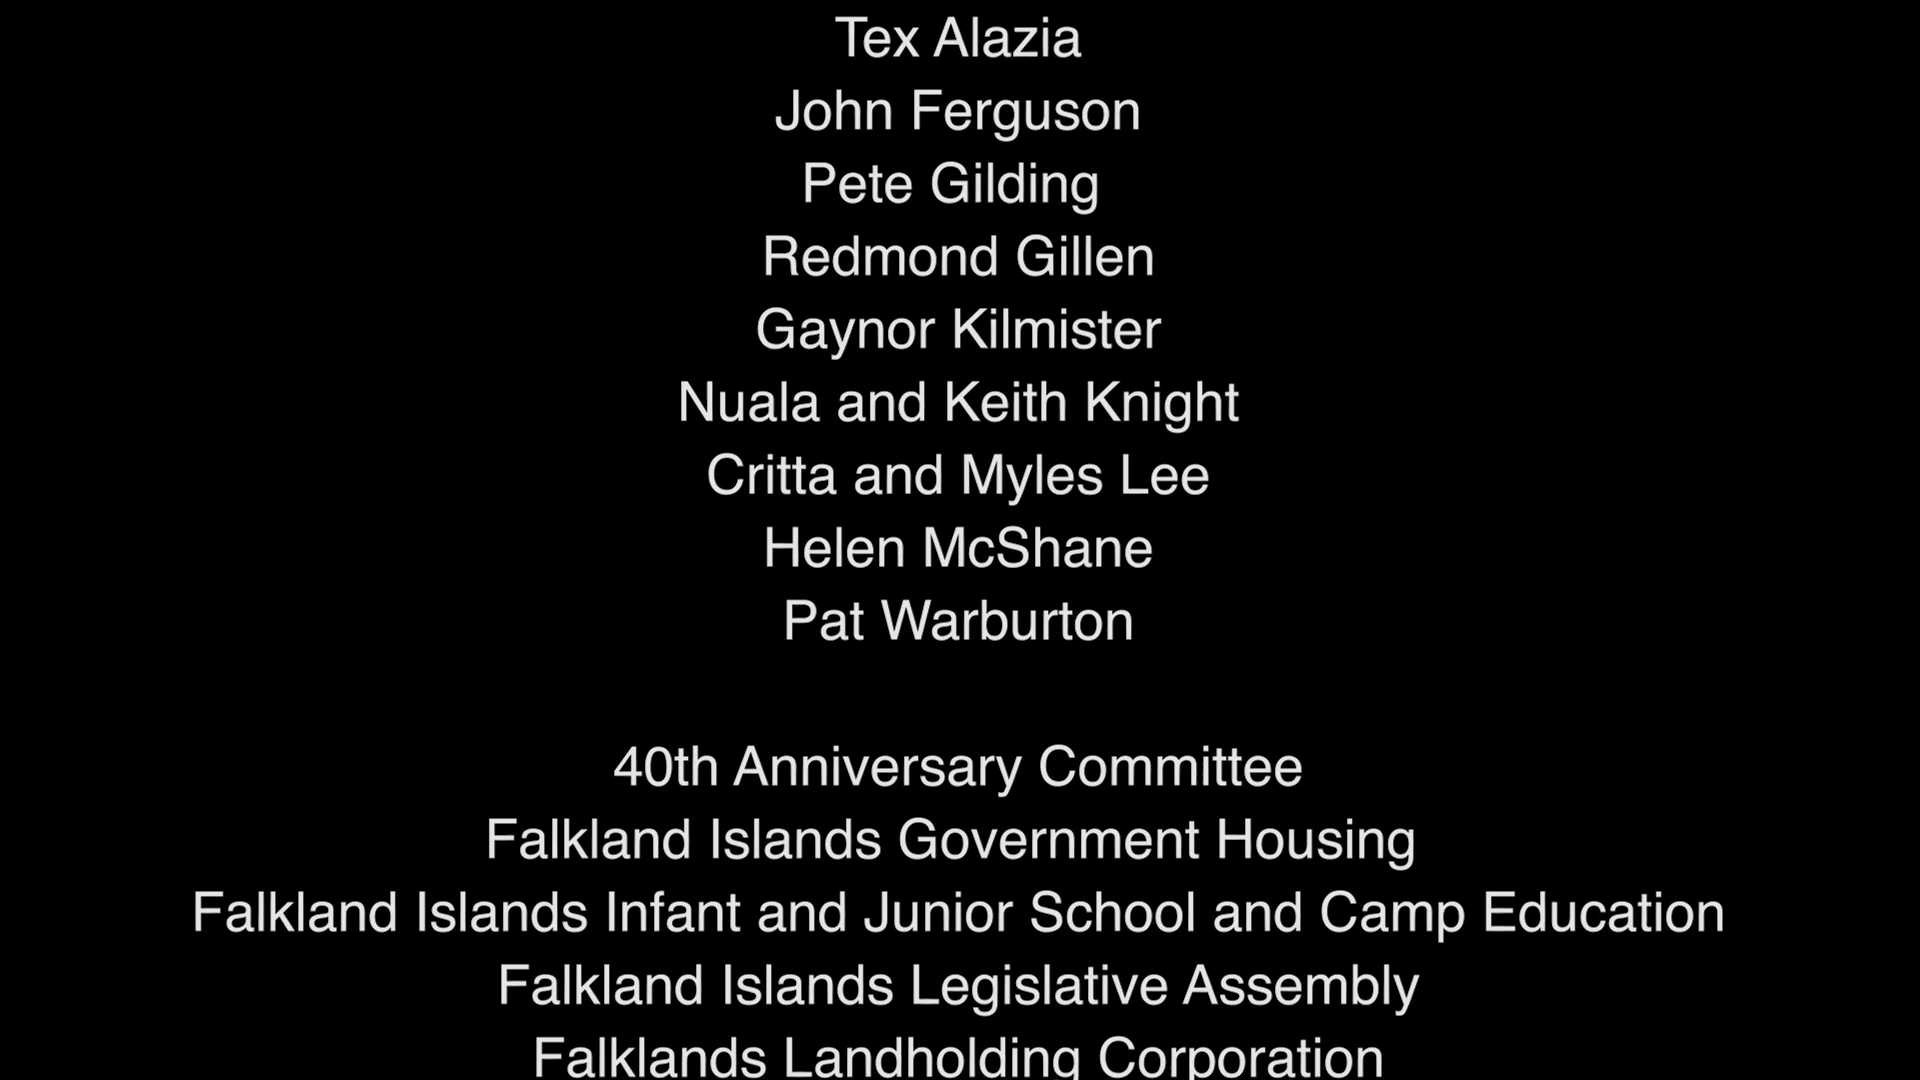 Tex Alazia
John Ferguson
Pete Gilding
Redmond Gillen
Gaynor Kilmister
Nuala and Keith Knight
Critta and Myles Lee
Helen McShane
Pat Warburton
40th Anniversary Committee
Falkland Islands Government Housing
Falkland Islands Infant and Junior School and Camp Education
Falkland Islands Legislative Assembly
Falklands Landholding Corporation